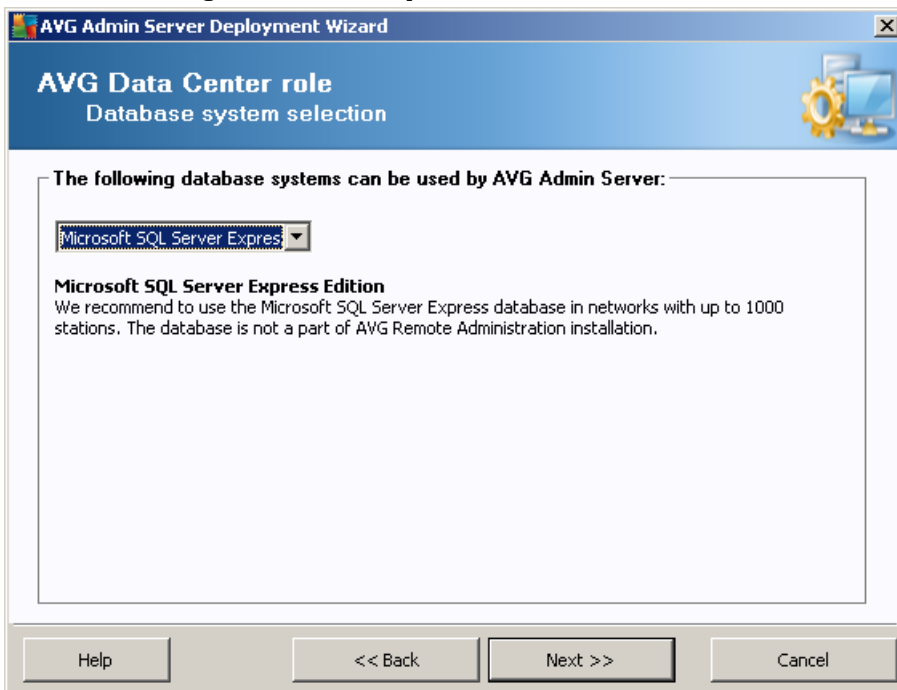 AVG Admin Server Deployment Wizard
AVG Data Center role
Database system selection
The following database systems can be used by AVG Admin Server:
Microsoft SQL Server Expres
Microsoft SQL Server Express Edition
We recommend to use the Microsoft SQL Server Express database in networks with up to 1000
stations. The database is not a part of AVG Remote Administration installation.
Help
<< Back
Next >>
Cancel